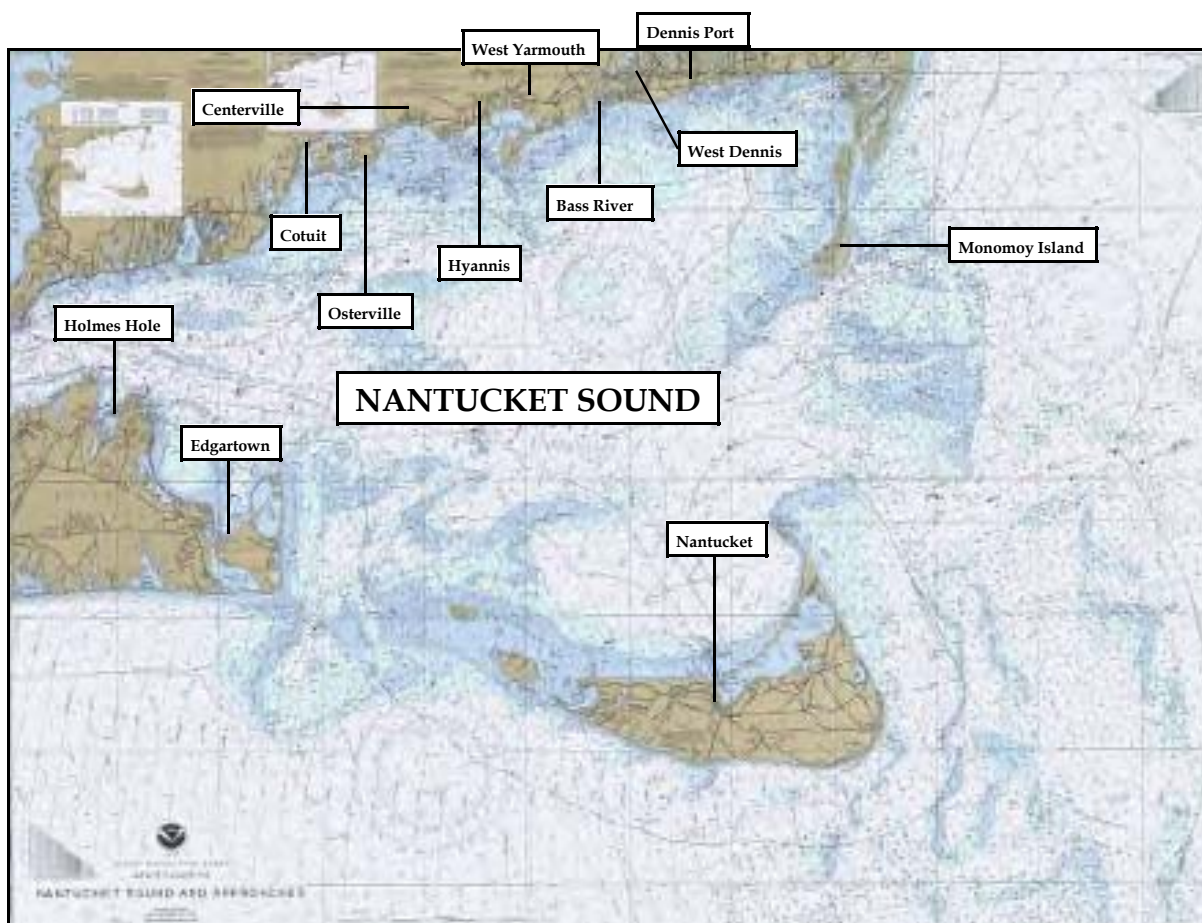 Dennis Port
West Yarmouth
Centerville
West Dennis
Bass River
Cotuit
Monomoy Island
Hyannis
Osterville
Holmes Hole
NANTUCKET SOUND
Edgartown
Nantucket
NANTUCKET SOUND AND APPROACHES